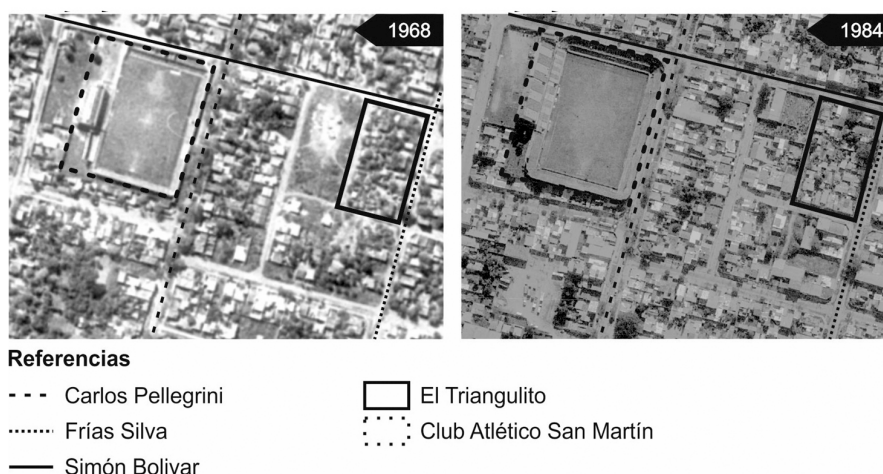 1968
1984
Referencias
Carlos Pellegrini
Frías Silva
Simón Bolivar
El Triangulito
Club Atlético San Martín